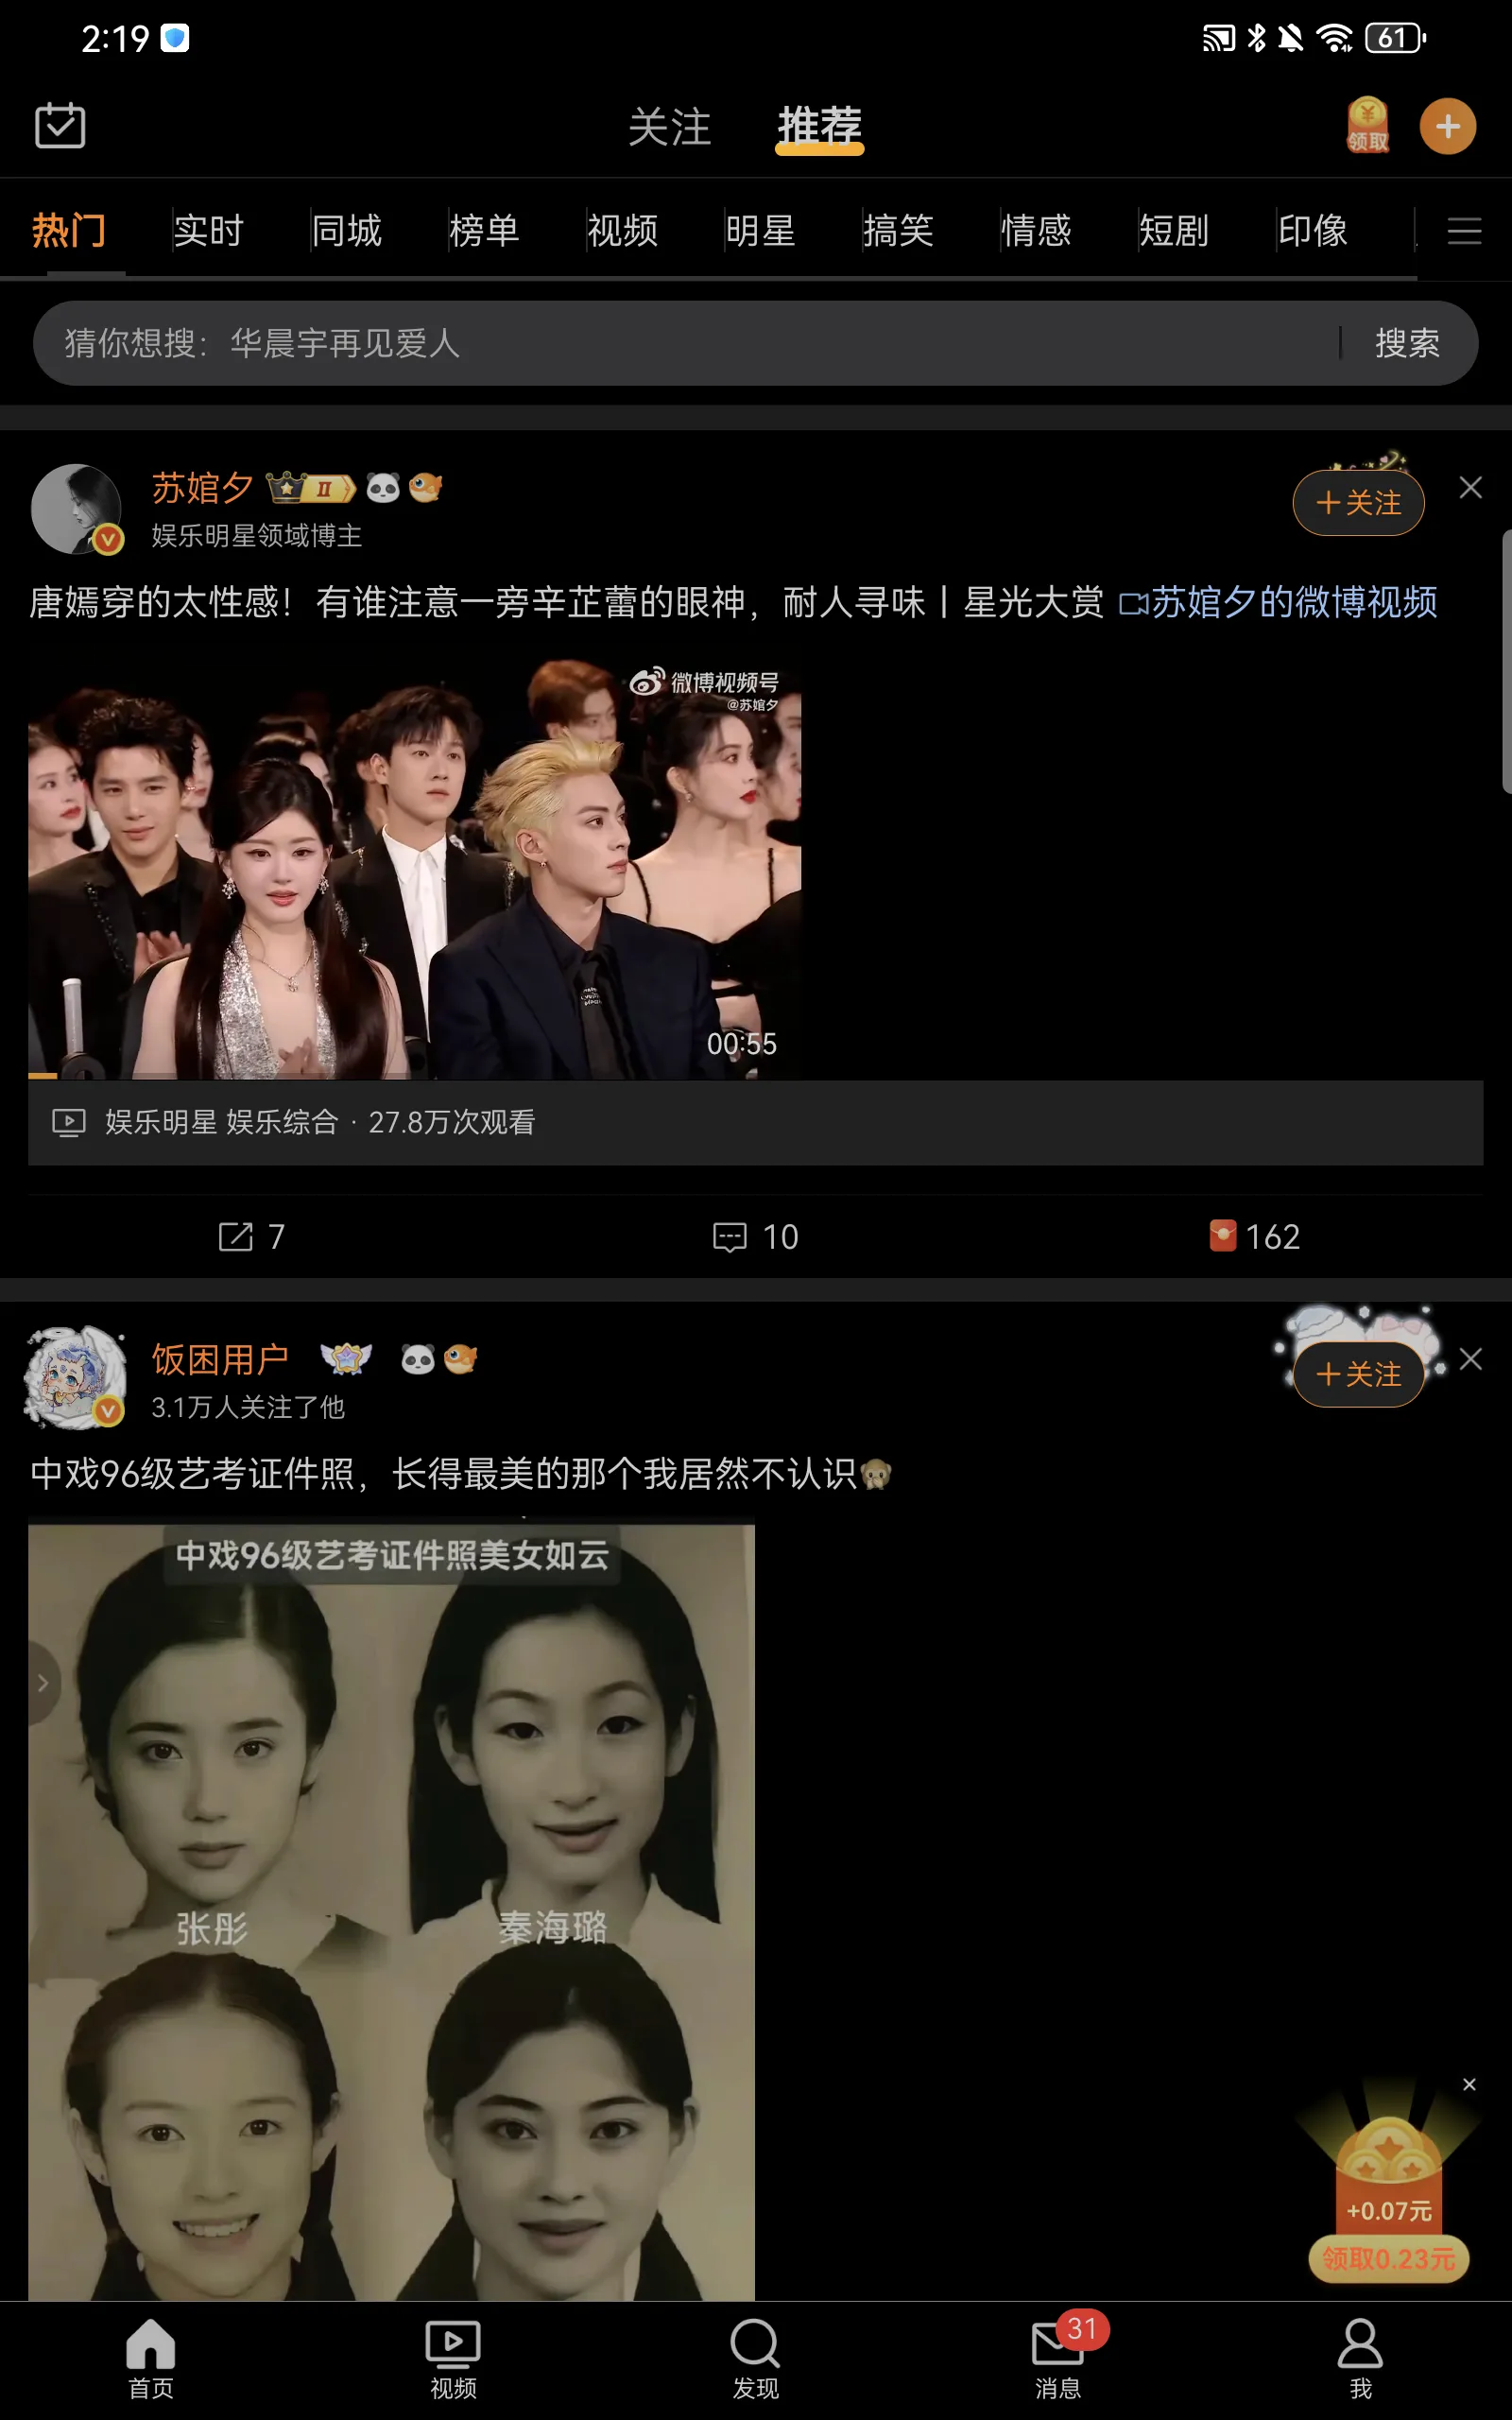 2:19
61
关注 推荐
领取
热门 实时 同城 榜单 视频 明星 搞笑 情感 短剧 印像
猜你想搜：华晨宇再见爱人 搜索
苏婠夕 II
娱乐明星领域博主
+关注
唐嫣穿的太性感！有谁注意一旁辛芷蕾的眼神，耐人寻味丨星光大赏 苏婠夕的微博视频
微博视频号
@苏婠夕
00:55
娱乐明星 娱乐综合 · 27.8万次观看
7 10 162
饭困用户
3.1万人关注了他
+关注
中戏96级艺考证件照，长得最美的那个我居然不认识
中戏96级艺考证件照美女如云
张彤 秦海璐
+0.07元
领取0.23元
31
首页 视频 发现 消息 我